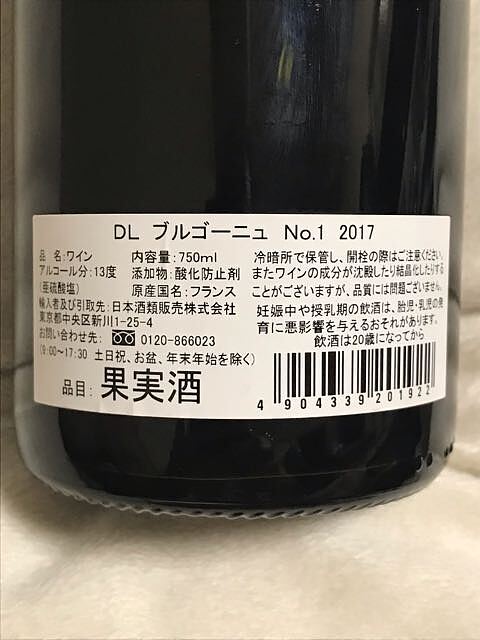 DL ブルゴーニュ No.1 2017
品名:ワイン 内容量:750ml
アルコール分:13度 添加物:酸化防止剤
(亜硫酸塩) 原産国名:フランス
輸入者及び引取先:日本酒類販売株式会社
東京都中央区新川1-25-4
お問い合わせ先: 0120-866023
(9:00~17:30 土日祝、お盆、年末年始を除く)
品目:果実酒
冷暗所で保管し、開栓の際はご注意ください。
またワインの成分が沈殿したり結晶化したりする
ことがございますが、品質には問題ございません。
妊娠中や授乳期の飲酒は、胎児・乳児の発
育に悪影響を与えるおそれがあります。
飲酒は20歳になってから
4 904339 201922